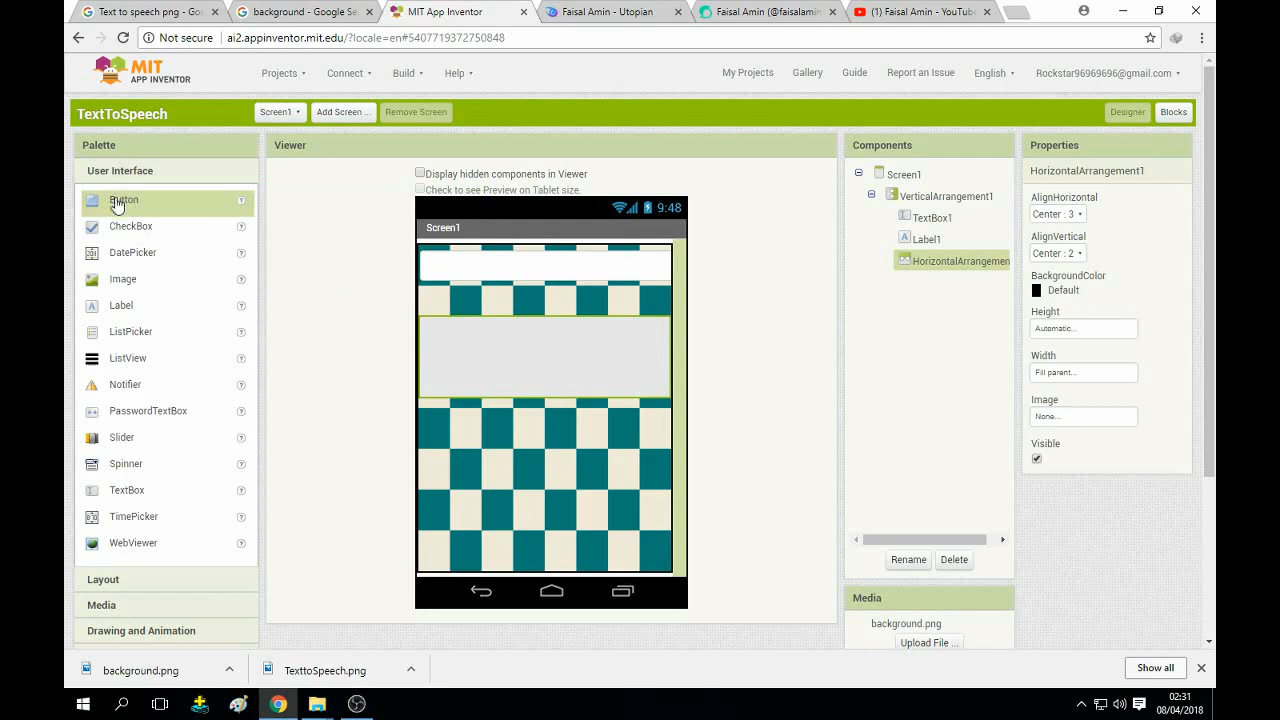 Text to speech png - Goo
background - Google Se
MIT App Inventor
Faisal Amin - Utopian
Faisal Amin (@faisalamin
(1) Faisal Amin - YouTube
Not secure
ai2.appinventor.mit.edu/?locale=en#5407719372750848
MIT
APP INVENTOR
Projects
Connect
Build
Help
My Projects
Gallery
Guide
Report an Issue
English
Rockstar96969696@gmail.com
TextToSpeech
Screen1
Add Screen ...
Remove Screen
Designer
Blocks
Palette
User Interface
Button
CheckBox
DatePicker
Image
Label
ListPicker
ListView
Notifier
PasswordTextBox
Slider
Spinner
TextBox
TimePicker
WebViewer
Layout
Media
Drawing and Animation
Viewer
Display hidden components in Viewer
Check to see Preview on Tablet size.
9:48
Screen1
Components
Screen1
VerticalArrangement1
TextBox1
Label1
HorizontalArrangemen
Rename
Delete
Media
background.png
Upload File ...
Properties
HorizontalArrangement1
AlignHorizontal
Center : 3
AlignVertical
Center : 2
BackgroundColor
Default
Height
Automatic...
Width
Fill parent...
Image
None...
Visible
background.png
TexttoSpeech.png
Show all
02:31
08/04/2018